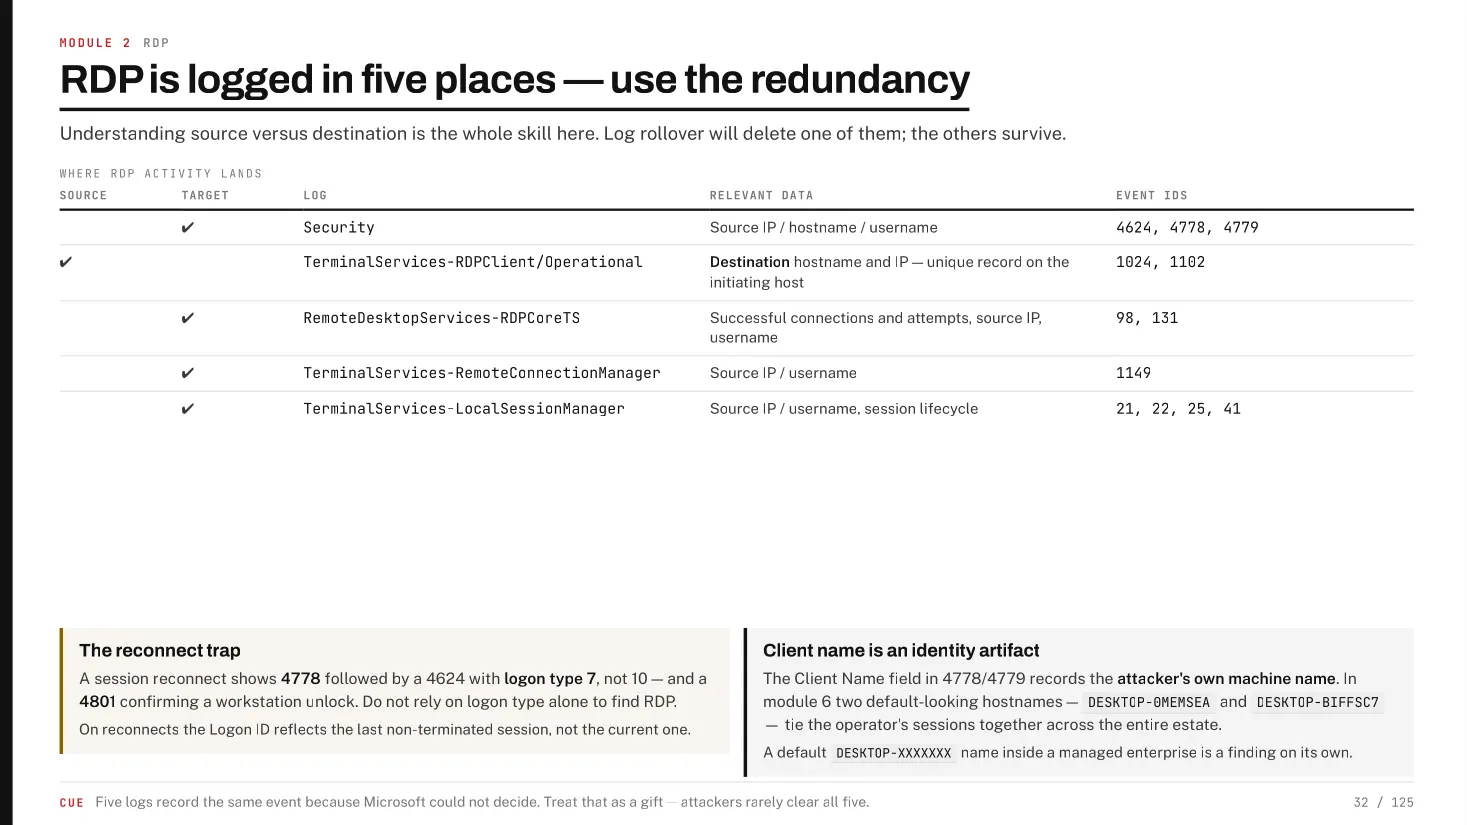 MODULE 2 RDP
RDP is logged in five places — use the redundancy
Understanding source versus destination is the whole skill here. Log rollover will delete one of them; the others survive.
WHERE RDP ACTIVITY LANDS
SOURCE TARGET LOG RELEVANT DATA EVENT IDS
✔ Security Source IP / hostname / username 4624, 4778, 4779
✔ TerminalServices-RDPClient/Operational Destination hostname and IP — unique record on the 1024, 1102
initiating host
✔ RemoteDesktopServices-RDPCoreTS Successful connections and attempts, source IP, 98, 131
username
✔ TerminalServices-RemoteConnectionManager Source IP / username 1149
✔ TerminalServices-LocalSessionManager Source IP / username, session lifecycle 21, 22, 25, 41
The reconnect trap
A session reconnect shows 4778 followed by a 4624 with logon type 7, not 10 — and a
4801 confirming a workstation unlock. Do not rely on logon type alone to find RDP.
On reconnects the Logon ID reflects the last non-terminated session, not the current one.
Client name is an identity artifact
The Client Name field in 4778/4779 records the attacker's own machine name. In
module 6 two default-looking hostnames — DESKTOP-0MEMSEA and DESKTOP-BIFFSC7
— tie the operator's sessions together across the entire estate.
A default DESKTOP-XXXXXXX name inside a managed enterprise is a finding on its own.
CUE Five logs record the same event because Microsoft could not decide. Treat that as a gift — attackers rarely clear all five.
32 / 125